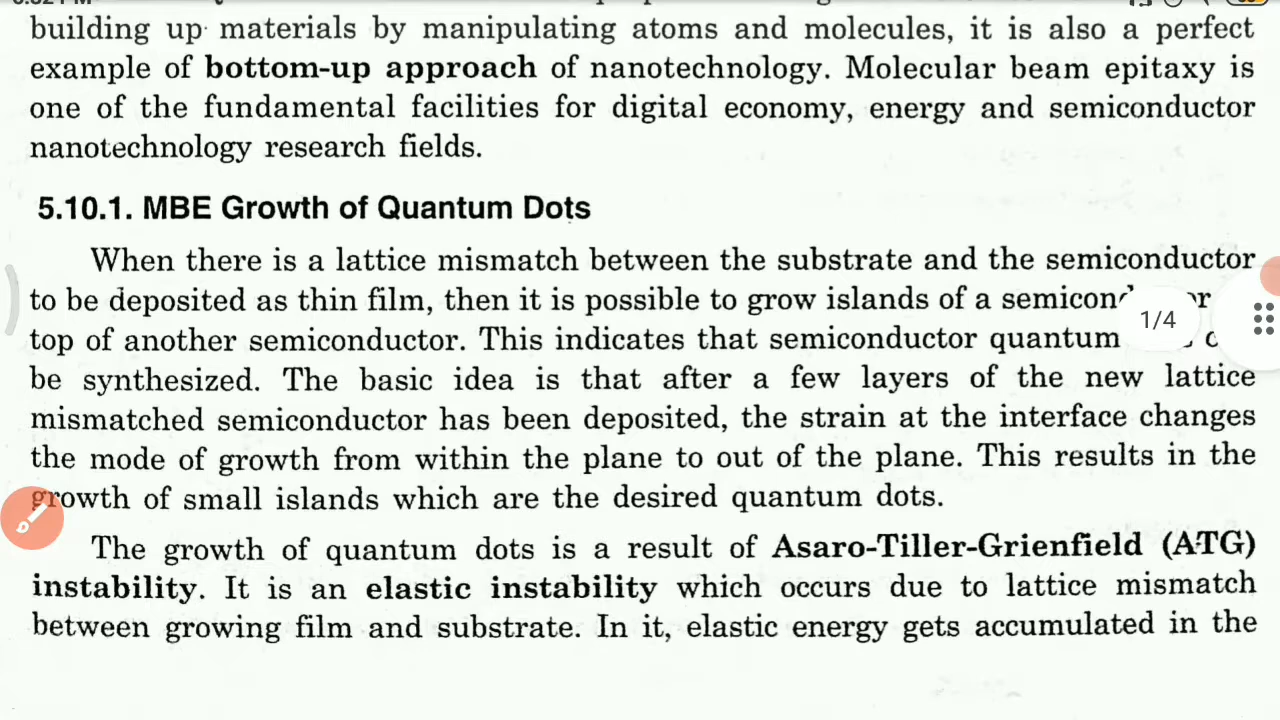 building up materials by manipulating atoms and molecules, it is also a perfect
example of bottom-up approach of nanotechnology. Molecular beam epitaxy is
one of the fundamental facilities for digital economy, energy and semiconductor
nanotechnology research fields.
5.10.1. MBE Growth of Quantum Dots
When there is a lattice mismatch between the substrate and the semiconductor
to be deposited as thin film, then it is possible to grow islands of a
1/4
top of another semiconductor. This indicates that semiconductor quantum
be synthesized. The basic idea is that after a few layers of the new lattice
mismatched semiconductor has been deposited, the strain at the interface changes
the mode of growth from within the plane to out of the plane. This results in the
growth of small islands which are the desired quantum dots.
The growth of quantum dots is a result of Asaro-Tiller-Grienfield (ATG)
instability. It is an elastic instability which occurs due to lattice mismatch
between growing film and substrate. In it, elastic energy gets accumulated in the